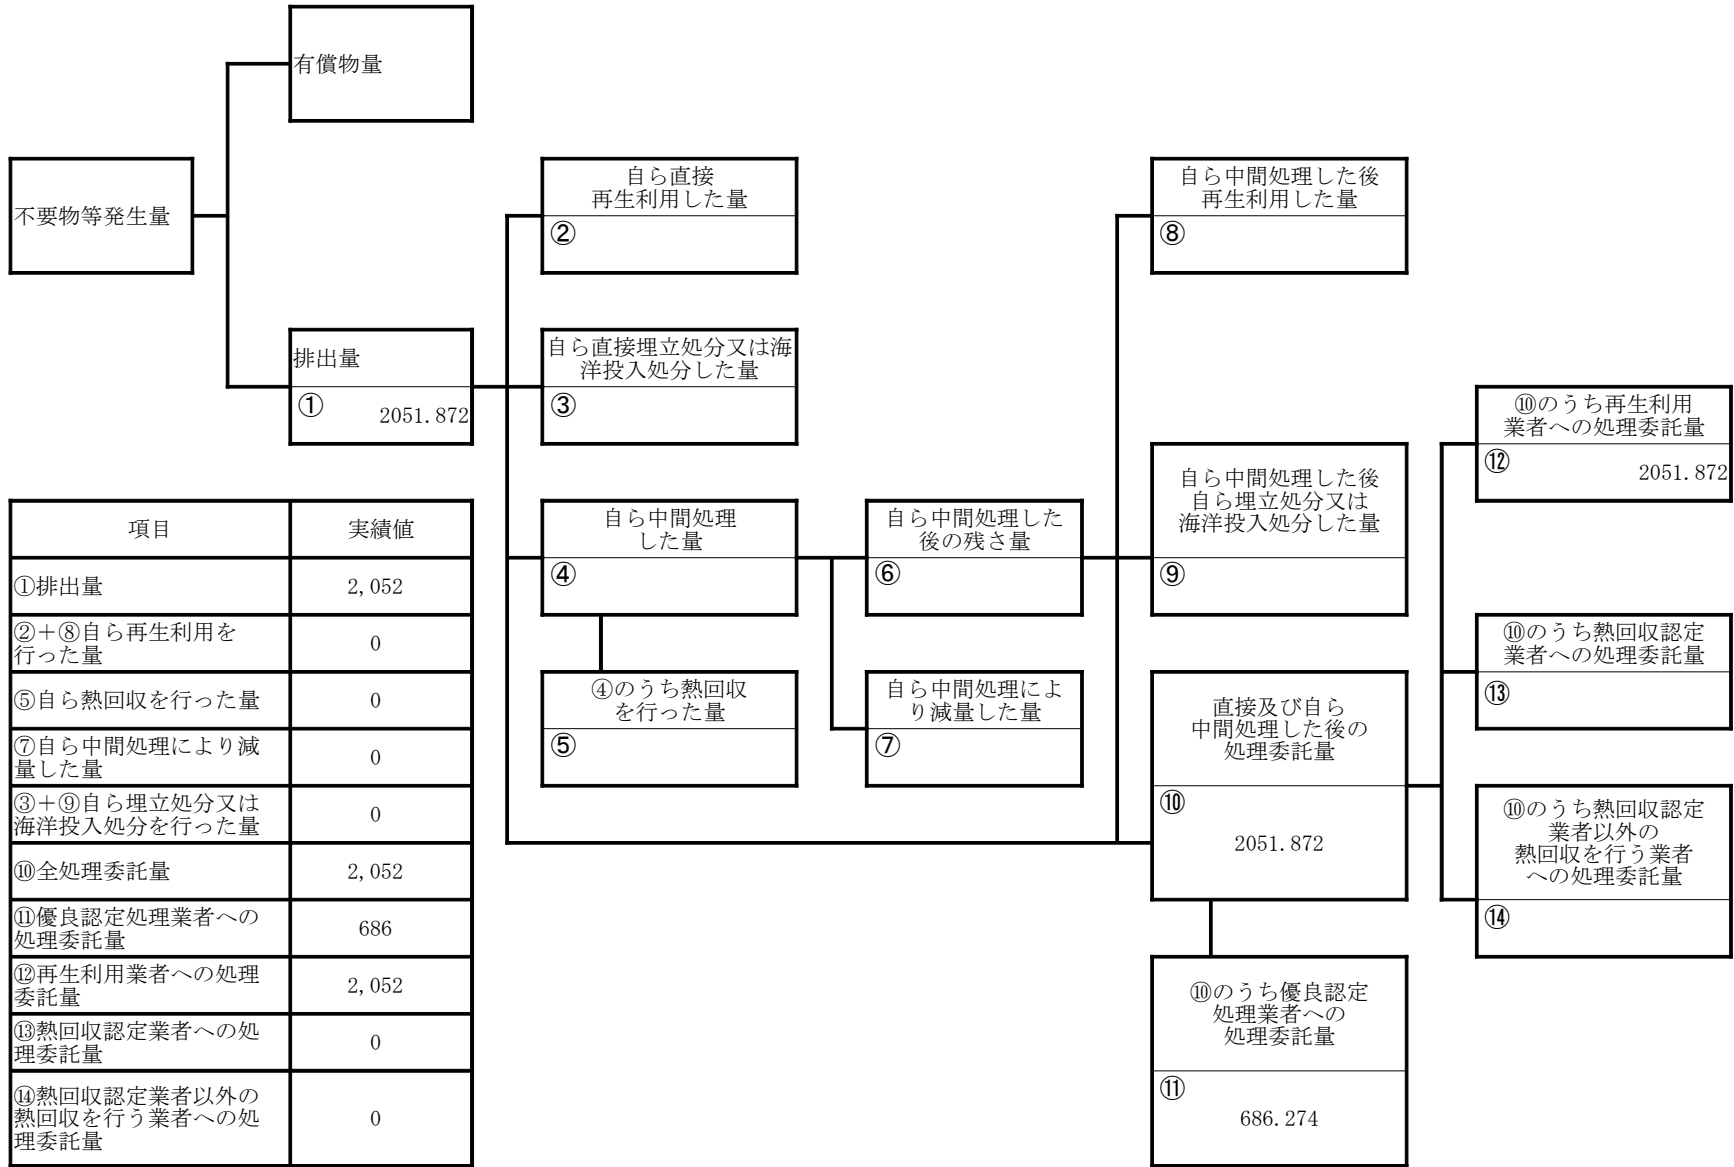 有償物量
不要物等発生量
自ら直接
再生利用した量
②
自ら中間処理した後
再生利用した量
⑧
排出量
①
2051.872
自ら直接埋立処分又は海
洋投入処分した量
③
⑩のうち再生利用
業者への処理委託量
⑫
2051.872
自ら中間処理した後
自ら埋立処分又は
海洋投入処分した量
⑨
自ら中間処理
した量
④
自ら中間処理した
後の残さ量
⑥
⑩のうち熱回収認定
業者への処理委託量
⑬
④のうち熱回収
を行った量
⑤
自ら中間処理によ
り減量した量
⑦
直接及び自ら
中間処理した後の
処理委託量
⑩
2051.872
⑩のうち熱回収認定
業者以外の
熱回収を行う業者
への処理委託量
⑭
⑩のうち優良認定
処理業者への
処理委託量
⑪
686.274
項目 実績値
①排出量 2,052
②＋⑧自ら再生利用を
行った量 0
⑤自ら熱回収を行った量 0
⑦自ら中間処理により減
量した量 0
③＋⑨自ら埋立処分又は
海洋投入処分を行った量 0
⑩全処理委託量 2,052
⑪優良認定処理業者への
処理委託量 686
⑫再生利用業者への処理
委託量 2,052
⑬熱回収認定業者への処
理委託量 0
⑭熱回収認定業者以外の
熱回収を行う業者への処
理委託量 0